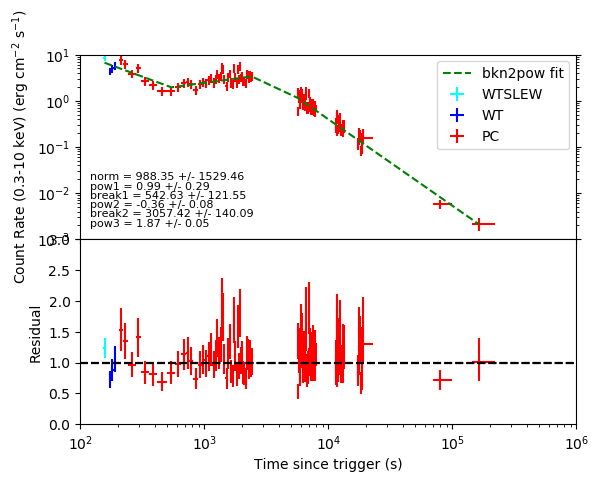 Count Rate (0.3-10 keV) (erg cm⁻² s⁻¹)
10¹
10⁰
10⁻¹
10⁻²
10⁻³
bkn2pow fit
WTSLEW
WT
PC
norm = 988.35 +/- 1529.46
pow1 = 0.99 +/- 0.29
break1 = 542.63 +/- 121.55
pow2 = -0.36 +/- 0.08
break2 = 3057.42 +/- 140.09
pow3 = 1.87 +/- 0.05
Residual
3.0
2.5
2.0
1.5
1.0
0.5
0.0
10² 10³ 10⁴ 10⁵ 10⁶
Time since trigger (s)